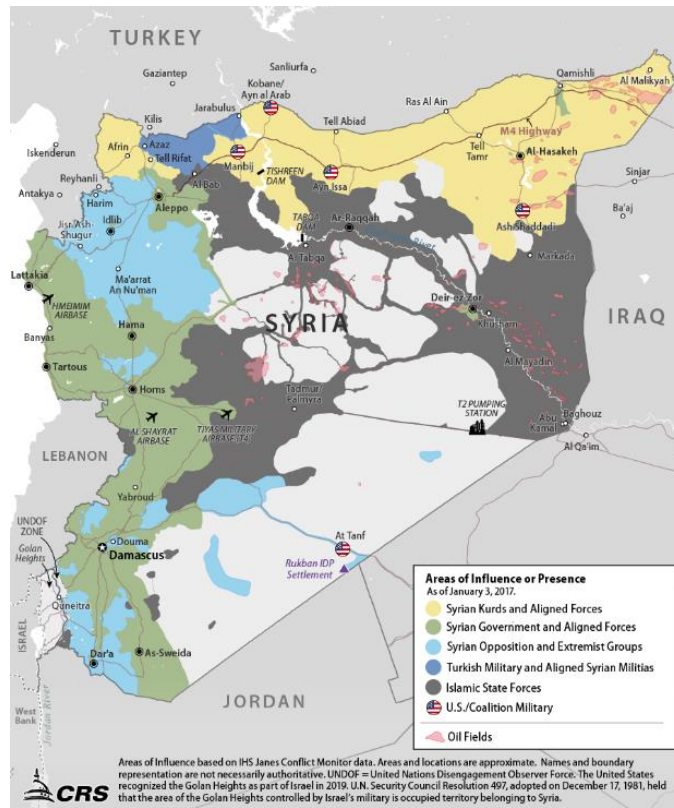 TURKEY
Gaziantep
Sanliurfa
Kobane/
Ayn al Arab
Qamishli
Al Malikyah
Kilis
Jarabulus
Tell Abiad
Ras Al Ain
M4 Highway
Iskenderun
Afrin
Azaz
Tell Rifat
Manbij
Tell
Tamr
Al-Hasakeh
Reyhanli
Al Bab
TISHREEN
DAM
Ayn Issa
Sinjar
Antakya
Harim
Aleppo
Idlib
Jisr Ash-
Shugur
TABQA
DAM
Ar-Raqqah
River
Ash Shaddadi
Ba'aj
Al Tabqa
Markada
Lattakia
Ma'arrat
An Nu'man
HMEIMIM
AIRBASE
Deir-ez-Zor
SYRIA
IRAQ
Banyas
Hama
Khusham
Tartous
Al Mayadin
Homs
Tadmur/
Palmyra
T2 PUMPING
STATION
Abu
Kamal
Baghouz
AL SHAYRAT
AIRBASE
TIYAS MILITARY
AIRBASE (T4)
Al Qa'im
LEBANON
Yabroud
UNDOF
ZONE
Golan
Heights
Douma
Damascus
At Tanf
Rukban IDP
Settlement
Quneitra
ISRAEL
Dar'a
As-Sweida
West
Bank
Jordan River
JORDAN
Areas of Influence or Presence
As of January 3, 2017.
Syrian Kurds and Aligned Forces
Syrian Government and Aligned Forces
Syrian Opposition and Extremist Groups
Turkish Military and Aligned Syrian Militias
Islamic State Forces
U.S./Coalition Military
Oil Fields
Areas of Influence based on IHS Janes Conflict Monitor data. Areas and locations are approximate. Names and boundary
representation are not necessarily authoritative. UNDOF = United Nations Disengagement Observer Force. The United States
recognized the Golan Heights as part of Israel in 2019. U.N. Security Council Resolution 497, adopted on December 17, 1981, held
that the area of the Golan Heights controlled by Israel's military is occupied territory belonging to Syria.
CRS